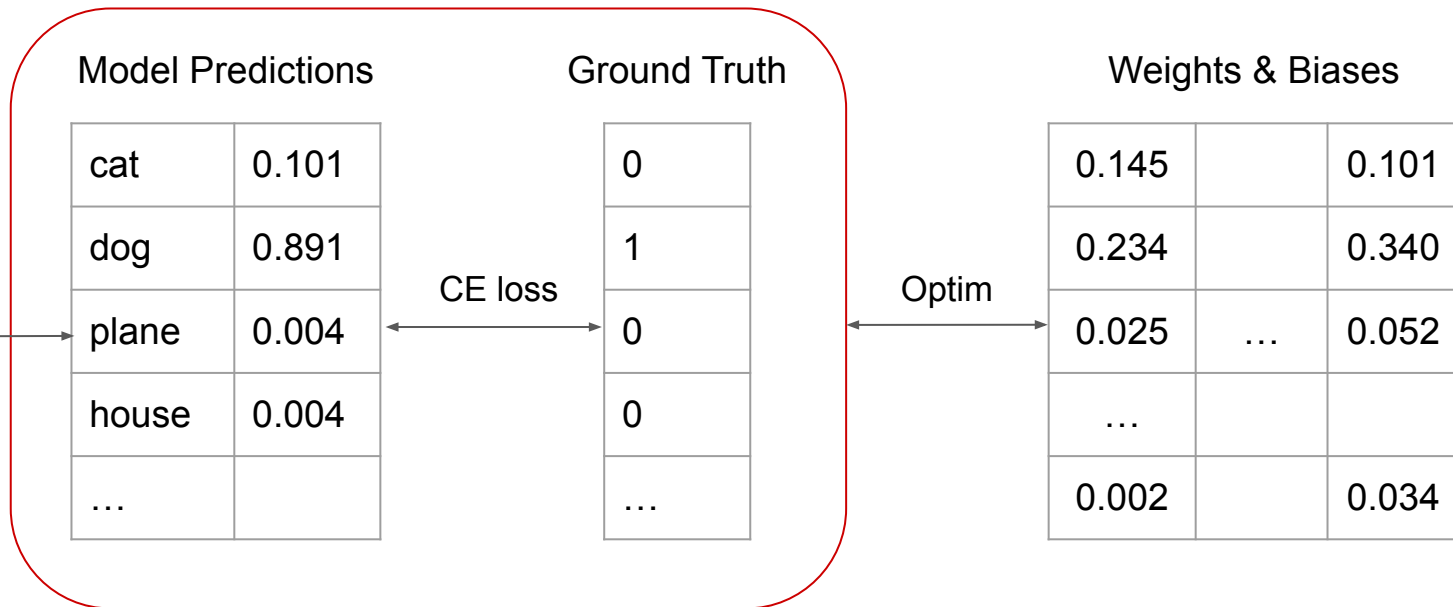 Model Predictions Ground Truth Weights & Biases
cat 0.101 0 0.145 0.101
dog 0.891 1 0.234 0.340
CE loss Optim
plane 0.004 0 0.025 … 0.052
house 0.004 0 …
… … 0.002 0.034